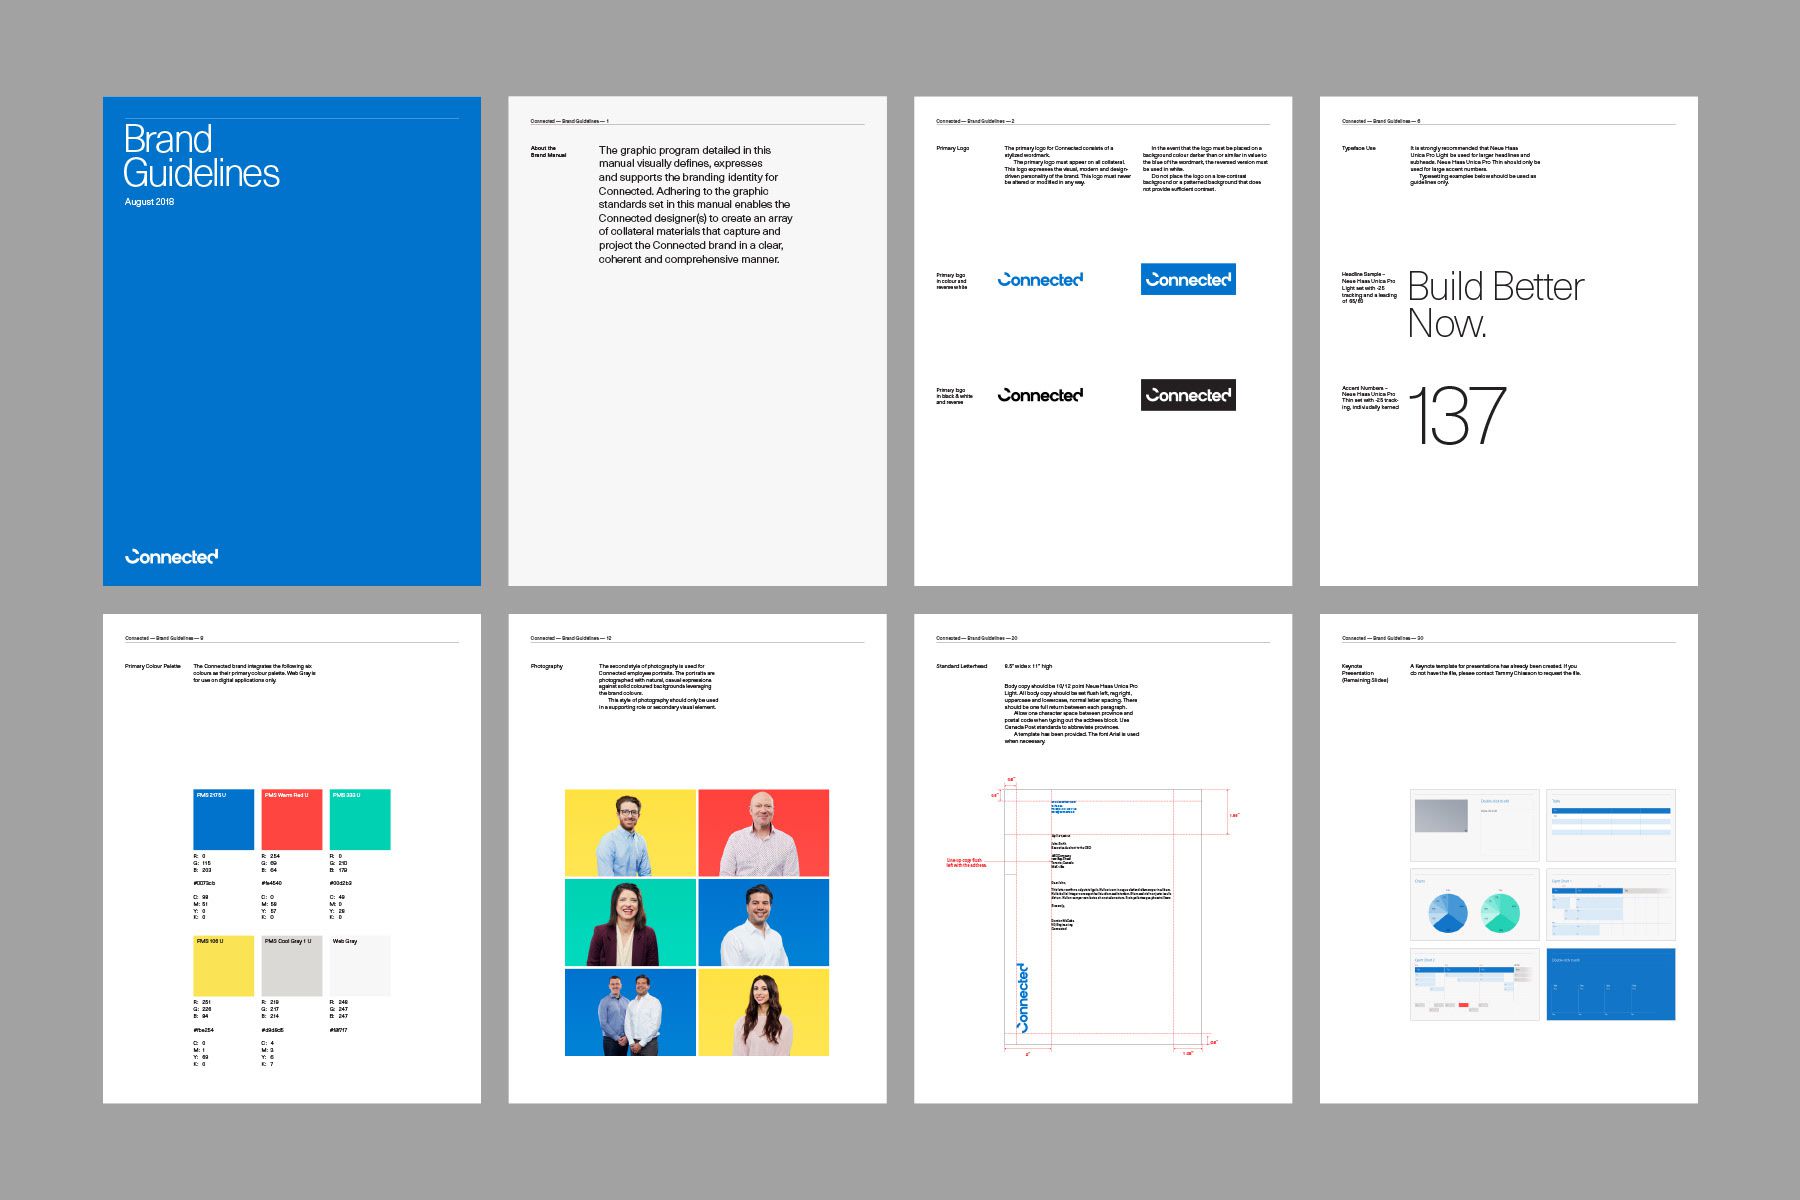 Brand
Guidelines
August 2018
Connected
Connected — Brand Guidelines — 1
About the
Brand Manual
The graphic program detailed in this
manual visually defines, expresses
and supports the branding identity for
Connected. Adhering to the graphic
standards set in this manual enables the
Connected designer(s) to create an array
of collateral materials that capture and
project the Connected brand in a clear,
coherent and comprehensive manner.
Connected — Brand Guidelines — 2
Primary Logo
The primary logo for Connected consists of a
stylized wordmark.
The primary logo must appear on all collateral.
This logo expresses the visual, modern and design-
driven personality of the brand. This logo must never
be altered or modified in any way.
In the event that the logo must be placed on a
background colour darker than or similar in value to
the blue of the wordmark, the reversed version must
be used in white.
Do not place the logo on a low-contrast
background or a patterned background that does
not provide sufficient contrast.
Primary logo
in colour and
reverse white
Connected
Connected
Primary logo
in black & white
and reverse
Connected
Connected
Connected — Brand Guidelines — 6
Typeface Use
It is strongly recommended that Neue Haas
Unica Pro Light be used for larger headlines and
subheads. Neue Haas Unica Pro Thin should only be
used for large accent numbers.
Typesetting examples below should be used as
guidelines only.
Headline Sample –
Neue Haas Unica Pro
Light set with -25
tracking and a leading
of 65/60
Build Better
Now.
Accent Numbers –
Neue Haas Unica Pro
Thin set with -25 track-
ing, individually kerned
137
Connected — Brand Guidelines — 9
Primary Colour Palette
The Connected brand integrates the following six
colours as their primary colour palette. Web Gray is
for use on digital applications only.
PMS 2175 U
PMS Warm Red U
PMS 333 U
R: 0
G: 115
B: 203
#0073cb
C: 98
M: 51
Y: 0
K: 0
R: 254
G: 69
B: 64
#fe4540
C: 0
M: 58
Y: 57
K: 0
R: 0
G: 210
B: 179
#00d2b3
C: 49
M: 0
Y: 28
K: 0
PMS 106 U
PMS Cool Gray 1 U
Web Gray
R: 251
G: 226
B: 84
#fbe254
C: 0
M: 1
Y: 69
K: 0
R: 219
G: 217
B: 214
C: 4
M: 3
Y: 6
K: 7
R: 248
G: 247
B: 247
#f8f7f7
Connected — Brand Guidelines — 12
Photography
The second style of photography is used for
Connected employee portraits. The portraits are
photographed with natural, casual expressions
against solid coloured backgrounds leveraging
the brand colours.
This style of photography should only be used
in a supporting role or secondary visual element.
Connected — Brand Guidelines — 20
Standard Letterhead
8.5" wide x 11" high
Body copy should be 10/12 point Neue Haas Unica Pro
Light. All body copy should be set flush left, rag right,
uppercase and lowercase, normal letter spacing. There
should be one full return between each paragraph.
Allow one character space between province and
postal code when typing out the address block. Use
Canada Post standards to abbreviate provinces.
A template has been provided. The font Arial is used
when necessary.
Line up copy flush
left with the address.
Connected
2"
1.25"
Connected — Brand Guidelines — 30
Keynote
Presentation
(Remaining Slides)
A Keynote template for presentations has already been created. If you
do not have the file, please contact Tammy Chiasson to request the file.
Double-click to edit
Table
Charts
Gantt Chart 1
Gantt Chart 2
Double-click to edit